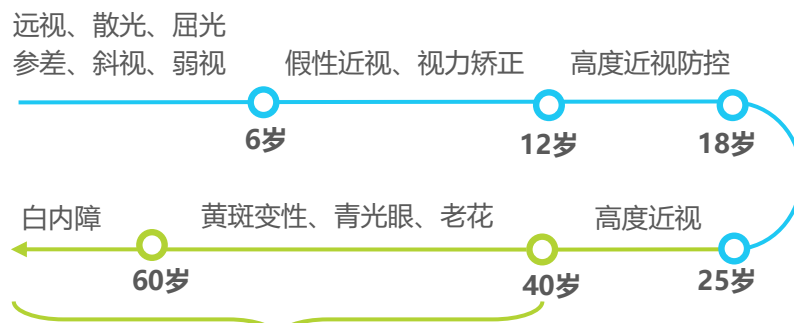 远视、散光、屈光
参差、斜视、弱视
假性近视、视力矫正
高度近视防控
6岁
12岁
18岁
白内障
黄斑变性、青光眼、老花
高度近视
60岁
40岁
25岁